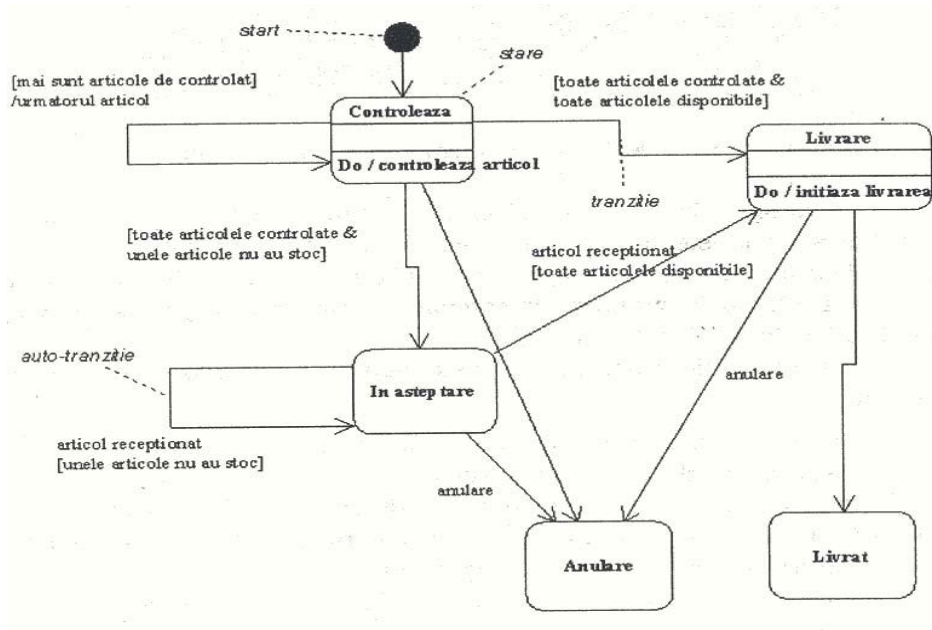 start
stare
[mai sunt articole de controlat]
/urmatorul articol
[toate articolele controlate &
toate articolele disponibile]
Controleaza
Do / controleaza articol
Livrare
Do / initiaza livrarea
tranzitie
[toate articolele controlate &
unele articole nu au stoc]
articol receptionat
[toate articolele disponibile]
auto-tranzitie
In asteptare
anulare
articol receptionat
[unele articole nu au stoc]
anulare
Anulare
Livrat